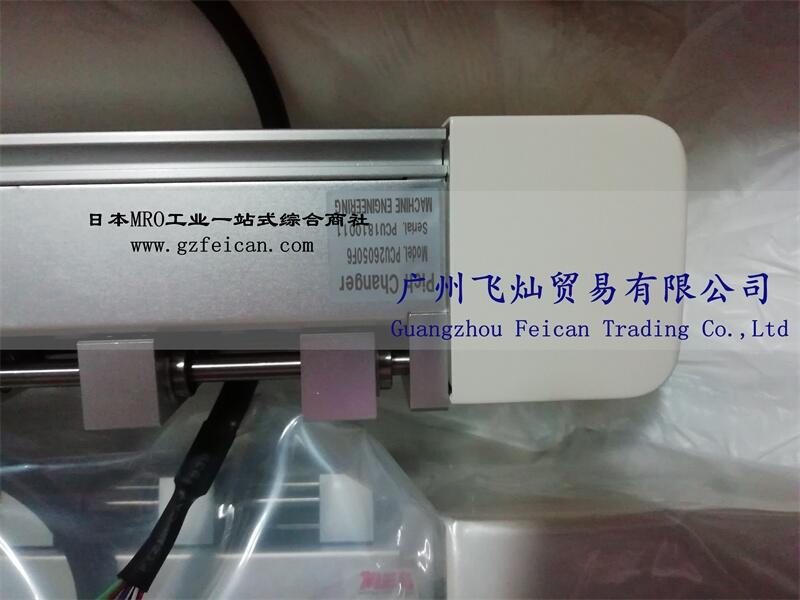 日本MRO工业一站式综合商社
www.gzfeican.com
广州飞灿贸易有限公司
Guangzhou Feican Trading Co.,Ltd
Pich Changer
Model. PCU26050F6
Serial. PCU1810011
MACHINE ENGINEERING